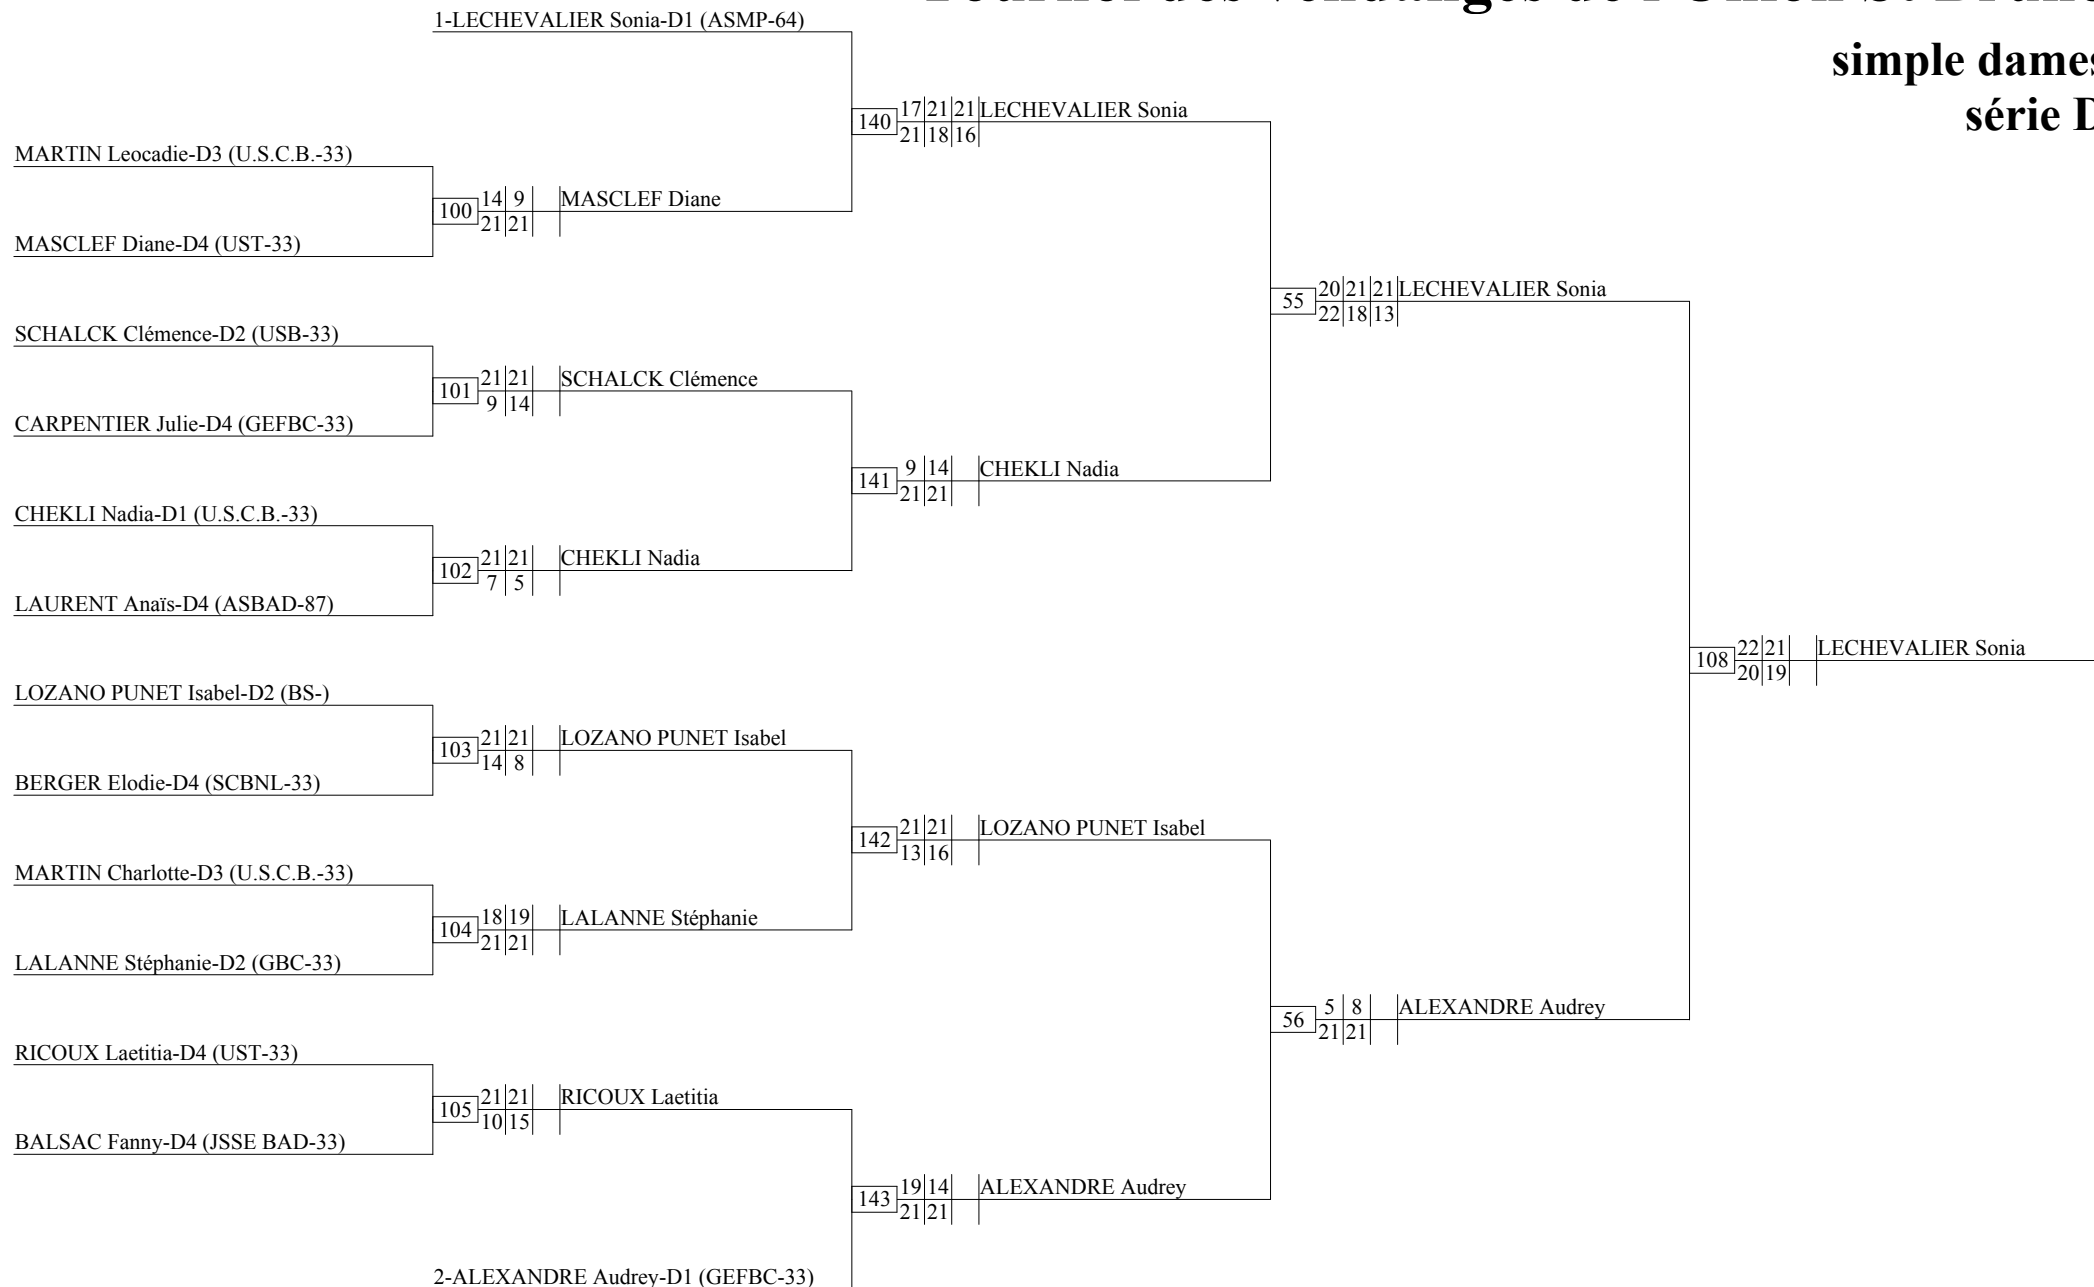 1-LECHEVALIER Sonia-D1 (ASMP-64)
simple dames
série D
140 17 21 21 LECHEVALIER Sonia
21 18 16
MARTIN Leocadie-D3 (U.S.C.B.-33)
100 14 9 MASCLEF Diane
21 21
MASCLEF Diane-D4 (UST-33)
55 20 21 21 LECHEVALIER Sonia
22 18 13
SCHALCK Clémence-D2 (USB-33)
101 21 21 SCHALCK Clémence
9 14
CARPENTIER Julie-D4 (GEFBC-33)
141 9 14 CHEKLI Nadia
21 21
CHEKLI Nadia-D1 (U.S.C.B.-33)
102 21 21 CHEKLI Nadia
7 5
LAURENT Anaïs-D4 (ASBAD-87)
108 22 21 LECHEVALIER Sonia
20 19
LOZANO PUNET Isabel-D2 (BS-)
103 21 21 LOZANO PUNET Isabel
14 8
BERGER Elodie-D4 (SCBNL-33)
142 21 21 LOZANO PUNET Isabel
13 16
MARTIN Charlotte-D3 (U.S.C.B.-33)
104 18 19 LALANNE Stéphanie
21 21
LALANNE Stéphanie-D2 (GBC-33)
56 5 8 ALEXANDRE Audrey
21 21
RICOUX Laetitia-D4 (UST-33)
105 21 21 RICOUX Laetitia
10 15
BALSAC Fanny-D4 (JSSE BAD-33)
143 19 14 ALEXANDRE Audrey
21 21
2-ALEXANDRE Audrey-D1 (GEFBC-33)